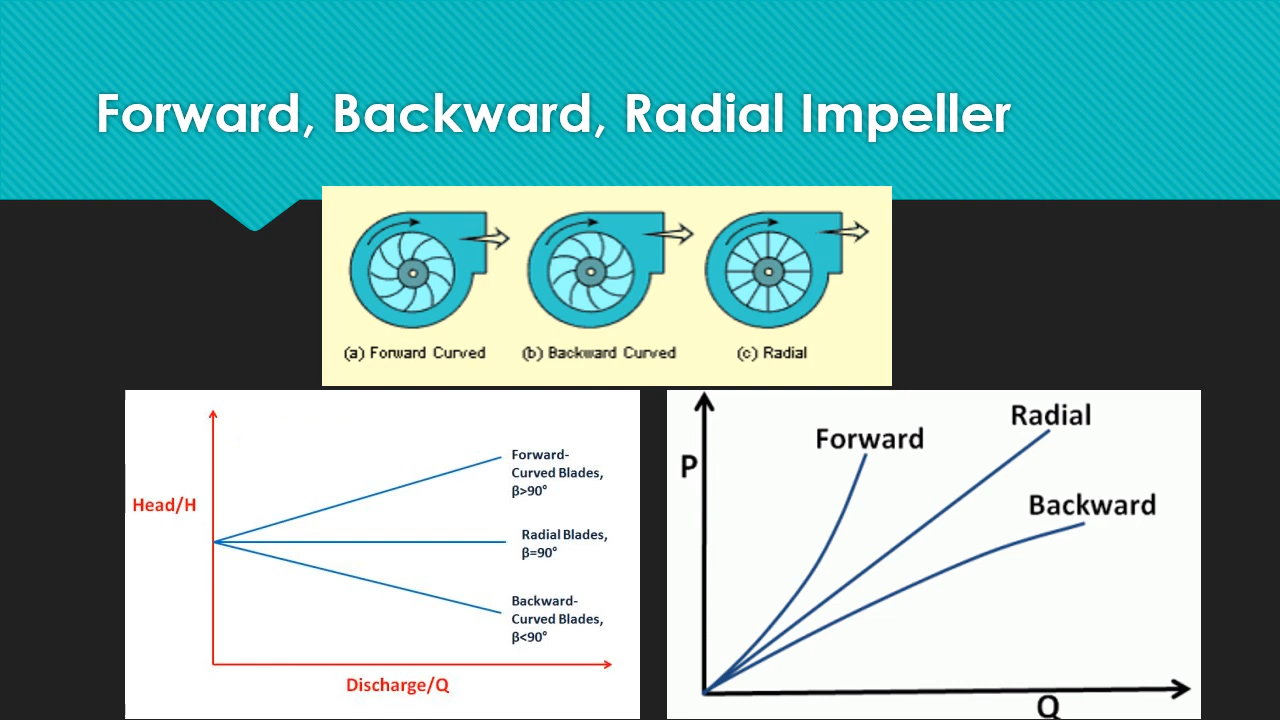 Forward, Backward, Radial Impeller
(a) Forward Curved
(b) Backward Curved
(c) Radial
Head/H
Forward-
Curved Blades,
β>90°
Radial Blades,
β=90°
Backward-
Curved Blades,
β<90°
Discharge/Q
P
Forward
Radial
Backward
Q